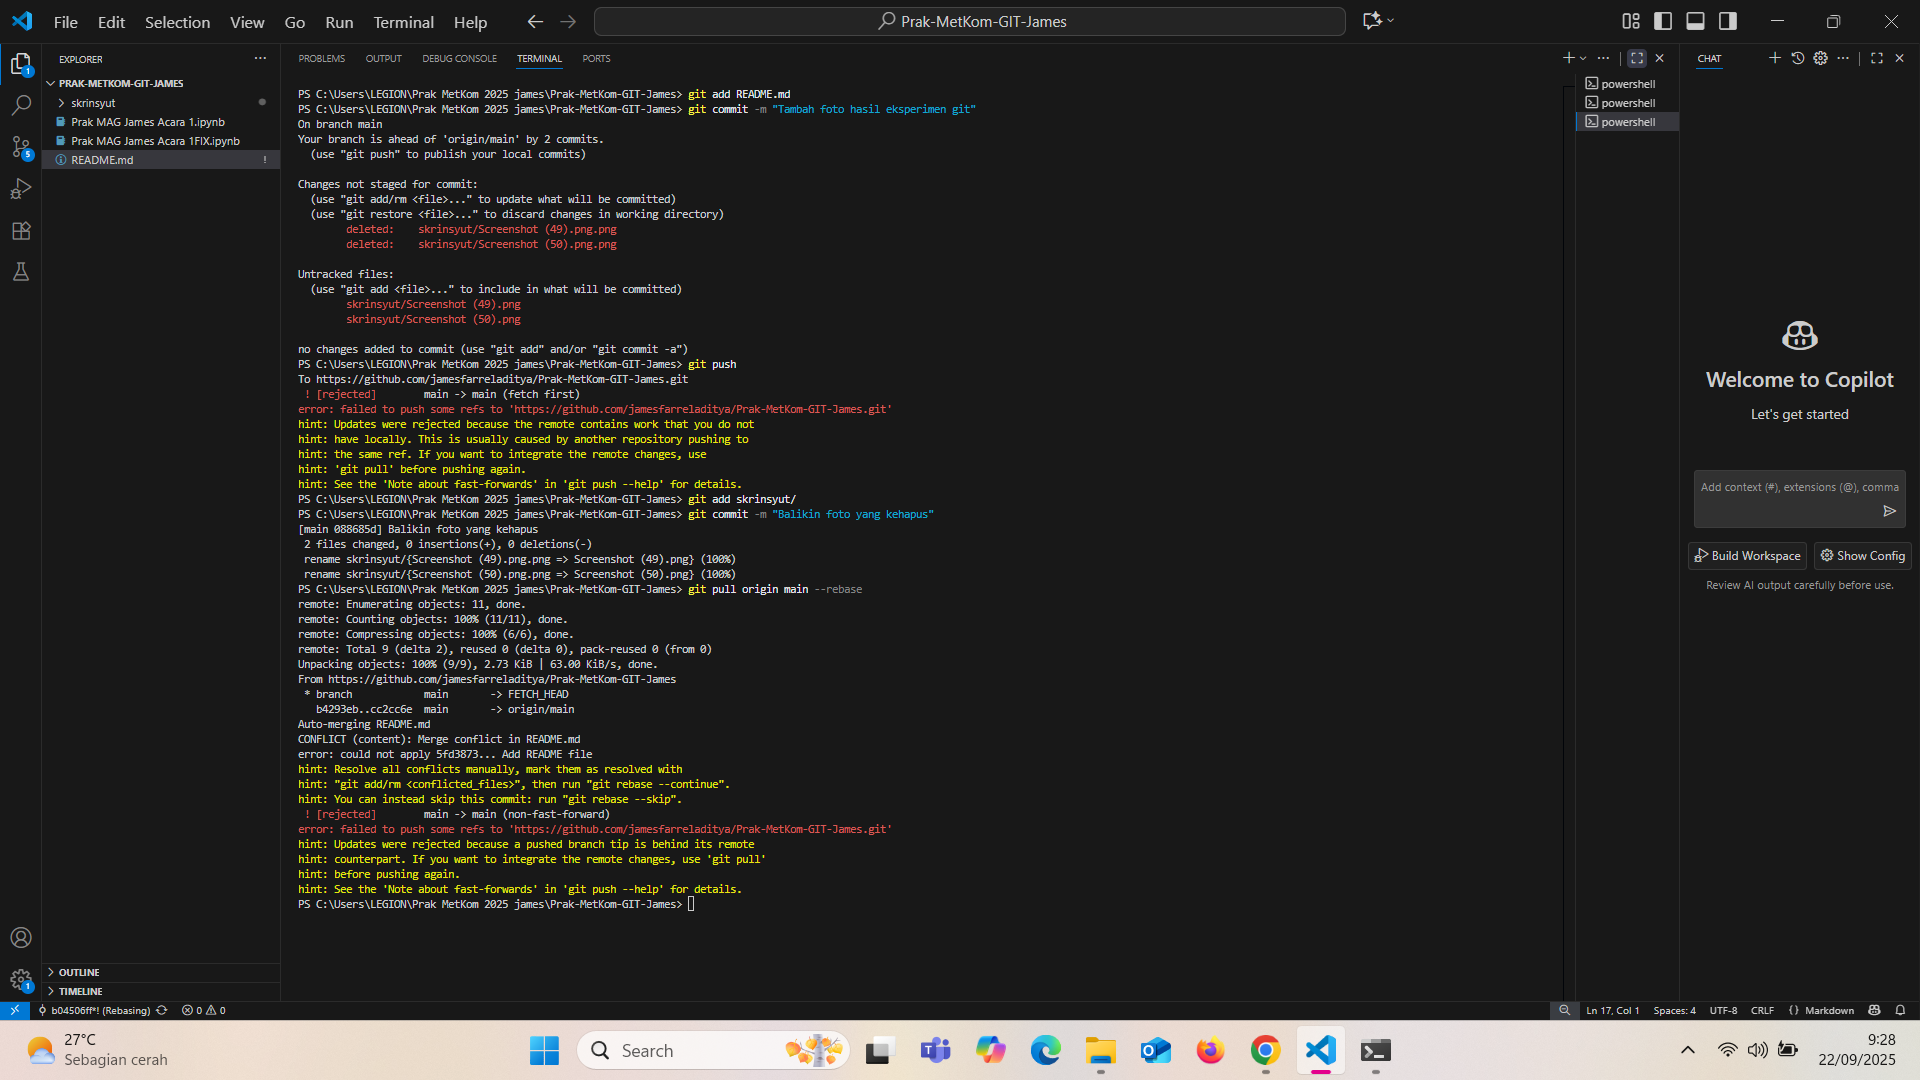 File Edit Selection View Go Run Terminal Help
Prak-MetKom-GIT-James
EXPLORER
PRAK-METKOM-GIT-JAMES
skrinsyut
Prak MAG James Acara 1.ipynb
Prak MAG James Acara 1FIX.ipynb
README.md !
1
5
1
PROBLEMS OUTPUT DEBUG CONSOLE TERMINAL PORTS
PS C:\Users\LEGION\Prak MetKom 2025 james\Prak-MetKom-GIT-James> git add README.md
PS C:\Users\LEGION\Prak MetKom 2025 james\Prak-MetKom-GIT-James> git commit -m "Tambah foto hasil eksperimen git"
On branch main
Your branch is ahead of 'origin/main' by 2 commits.
(use "git push" to publish your local commits)
Changes not staged for commit:
(use "git add/rm <file>..." to update what will be committed)
(use "git restore <file>..." to discard changes in working directory)
deleted: skrinsyut/Screenshot (49).png.png
deleted: skrinsyut/Screenshot (50).png.png
Untracked files:
(use "git add <file>..." to include in what will be committed)
skrinsyut/Screenshot (49).png
skrinsyut/Screenshot (50).png
no changes added to commit (use "git add" and/or "git commit -a")
PS C:\Users\LEGION\Prak MetKom 2025 james\Prak-MetKom-GIT-James> git push
To https://github.com/jamesfarreladitya/Prak-MetKom-GIT-James.git
! [rejected] main -> main (fetch first)
error: failed to push some refs to 'https://github.com/jamesfarreladitya/Prak-MetKom-GIT-James.git'
hint: Updates were rejected because the remote contains work that you do not
hint: have locally. This is usually caused by another repository pushing to
hint: the same ref. If you want to integrate the remote changes, use
hint: 'git pull' before pushing again.
hint: See the 'Note about fast-forwards' in 'git push --help' for details.
PS C:\Users\LEGION\Prak MetKom 2025 james\Prak-MetKom-GIT-James> git add skrinsyut/
PS C:\Users\LEGION\Prak MetKom 2025 james\Prak-MetKom-GIT-James> git commit -m "Balikin foto yang kehapus"
[main 088685d] Balikin foto yang kehapus
2 files changed, 0 insertions(+), 0 deletions(-)
rename skrinsyut/{Screenshot (49).png.png => Screenshot (49).png} (100%)
rename skrinsyut/{Screenshot (50).png.png => Screenshot (50).png} (100%)
PS C:\Users\LEGION\Prak MetKom 2025 james\Prak-MetKom-GIT-James> git pull origin main --rebase
remote: Enumerating objects: 11, done.
remote: Counting objects: 100% (11/11), done.
remote: Compressing objects: 100% (6/6), done.
remote: Total 9 (delta 2), reused 0 (delta 0), pack-reused 0 (from 0)
Unpacking objects: 100% (9/9), 2.73 KiB | 63.00 KiB/s, done.
From https://github.com/jamesfarreladitya/Prak-MetKom-GIT-James
* branch main -> FETCH_HEAD
b4293eb..cc2cc6e main -> origin/main
Auto-merging README.md
CONFLICT (content): Merge conflict in README.md
error: could not apply 5fd3873... Add README file
hint: Resolve all conflicts manually, mark them as resolved with
hint: "git add/rm <conflicted_files>", then run "git rebase --continue".
hint: You can instead skip this commit: run "git rebase --skip".
! [rejected] main -> main (non-fast-forward)
error: failed to push some refs to 'https://github.com/jamesfarreladitya/Prak-MetKom-GIT-James.git'
hint: Updates were rejected because a pushed branch tip is behind its remote
hint: counterpart. If you want to integrate the remote changes, use 'git pull'
hint: before pushing again.
hint: See the 'Note about fast-forwards' in 'git push --help' for details.
PS C:\Users\LEGION\Prak MetKom 2025 james\Prak-MetKom-GIT-James>
powershell
powershell
powershell
CHAT
Welcome to Copilot
Let's get started
Add context (#), extensions (@), comma
Build Workspace Show Config
Review AI output carefully before use.
OUTLINE
TIMELINE
b04506ff*! (Rebasing) 0 0
Ln 17, Col 1 Spaces: 4 UTF-8 CRLF {} Markdown
27°C
Sebagian cerah
Search
9:28
22/09/2025